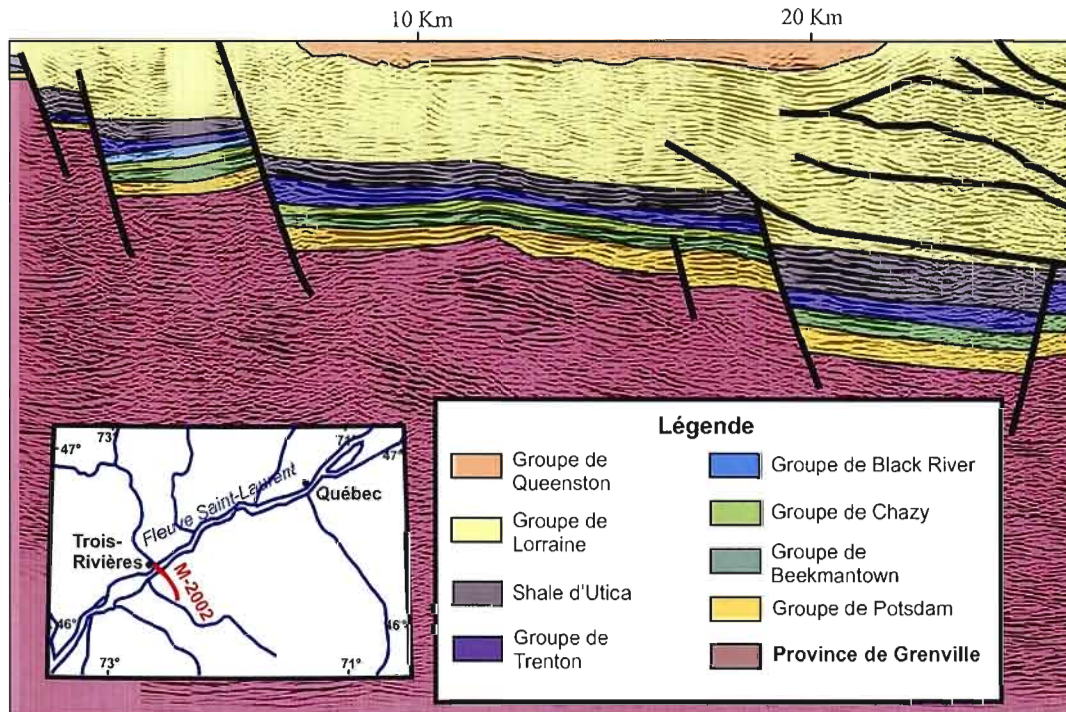 10 Km
20 Km
Légende
Groupe de
Queenston
Groupe de
Lorraine
Shale d'Utica
Groupe de
Trenton
Groupe de Black River
Groupe de Chazy
Groupe de
Beekmantown
Groupe de Potsdam
Province de Grenville
73°
71°
47°
47°
Fleuve Saint-Laurent
Québec
Trois-
Rivières
M-2002
46°
46°
73°
71°